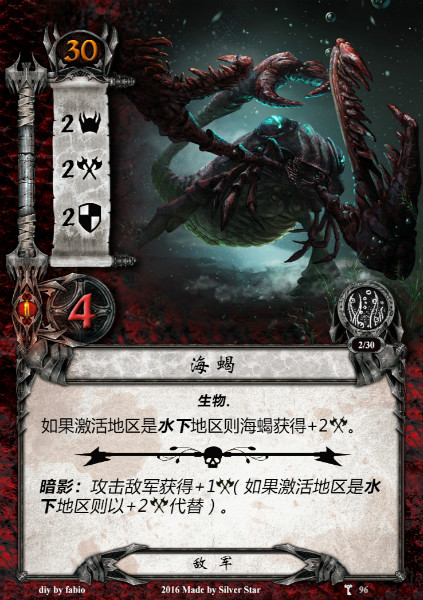 30
2
2
2
4
2/30
海蝎
生物.
如果激活地区是水下地区则海蝎获得+2。
暗影：攻击敌军获得+1（如果激活地区是水
下地区则以+2代替）。
敌军
diy by fabio
2016 Made by Silver Star
96